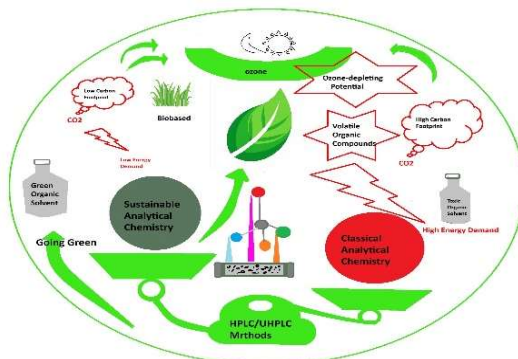 ozone
Low Carbon
Footprint
CO2
Biobased
Low Energy
Demand
Green
Organic
Solvent
Going Green
Sustainable
Analytical
Chemistry
Ozone-depleting
Potential
Volatile
Organic
Compounds
High Carbon
Footprint
CO2
Toxic
Organic
Solvent
High Energy Demand
Classical
Analytical
Chemistry
HPLC/UHPLC
Mrthods